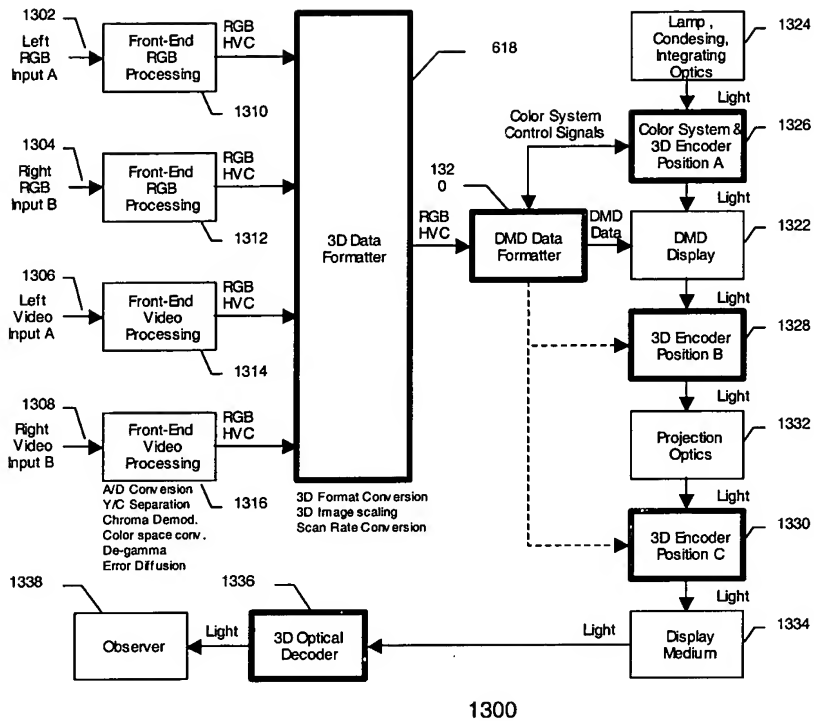 1302
Left
RGB
Input A
Front-End
RGB
Processing
1310
RGB
HVC
1304
Right
RGB
Input B
Front-End
RGB
Processing
1312
RGB
HVC
1306
Left
Video
Input A
Front-End
Video
Processing
1314
RGB
HVC
1308
Right
Video
Input B
Front-End
Video
Processing
1316
RGB
HVC
A/D Conversion
Y/C Separation
Chroma Demod.
Color space conv.
De-gamma
Error Diffusion
618
3D Data
Formatter
3D Format Conversion
3D Image scaling
Scan Rate Conversion
RGB
HVC
Color System
Control Signals
132
0
DMD Data
Formatter
DMD
Data
1324
Lamp,
Condesing,
Integrating
Optics
Light
1326
Color System &
3D Encoder
Position A
Light
1322
DMD
Display
Light
1328
3D Encoder
Position B
Light
1332
Projection
Optics
Light
1330
3D Encoder
Position C
Light
1334
Display
Medium
Light
1336
3D Optical
Decoder
Light
1338
Observer
1300